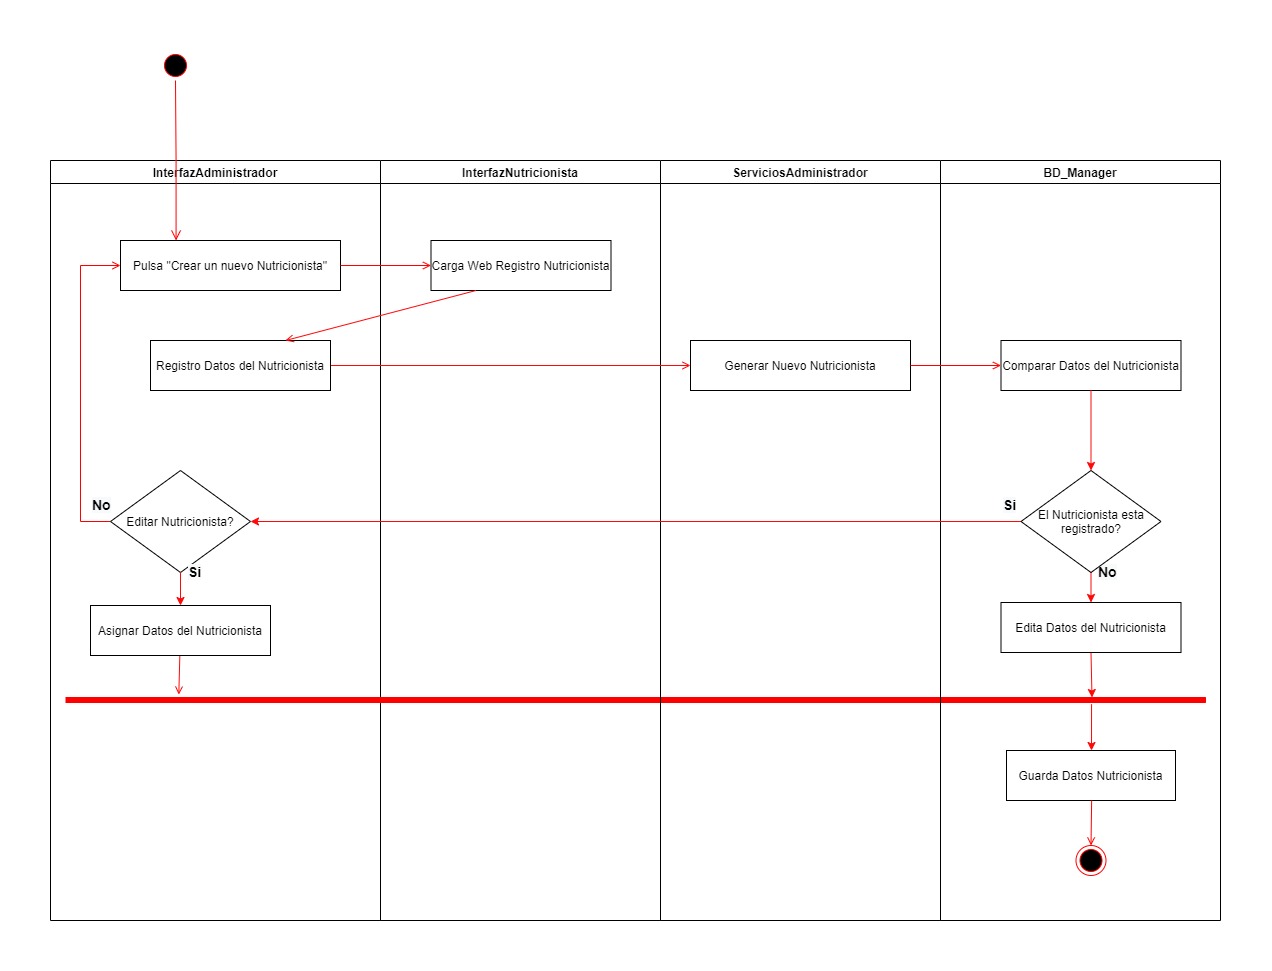 InterfazAdministrador
InterfazNutricionista
ServiciosAdministrador
BD_Manager
Pulsa "Crear un nuevo Nutricionista"
Carga Web Registro Nutricionista
Registro Datos del Nutricionista
Generar Nuevo Nutricionista
Comparar Datos del Nutricionista
No
Editar Nutricionista?
Si
Si
El Nutricionista esta
registrado?
No
Asignar Datos del Nutricionista
Edita Datos del Nutricionista
Guarda Datos Nutricionista